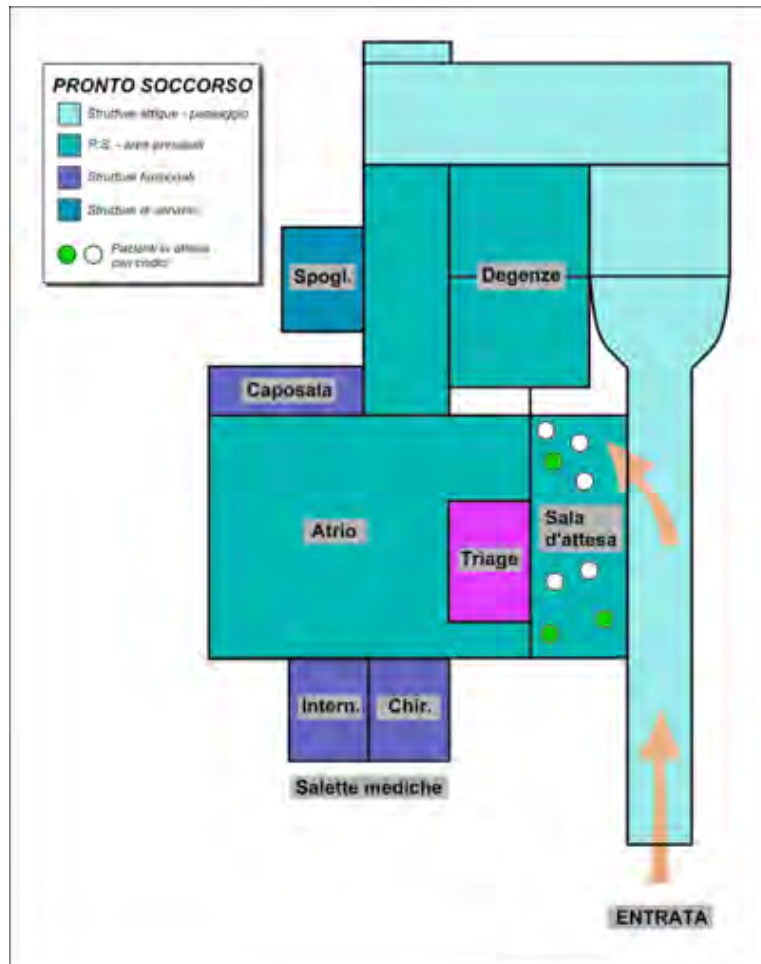 PRONTO SOCCORSO
Strutture attigue - passaggio
P.S. - aree principali
Strutture funzionali
Strutture di servizio
Pazienti in attesa
per codici
Spogl.
Degenze
Caposala
Atrio
Triage
Sala
d'attesa
Intern.
Chir.
Salette mediche
ENTRATA